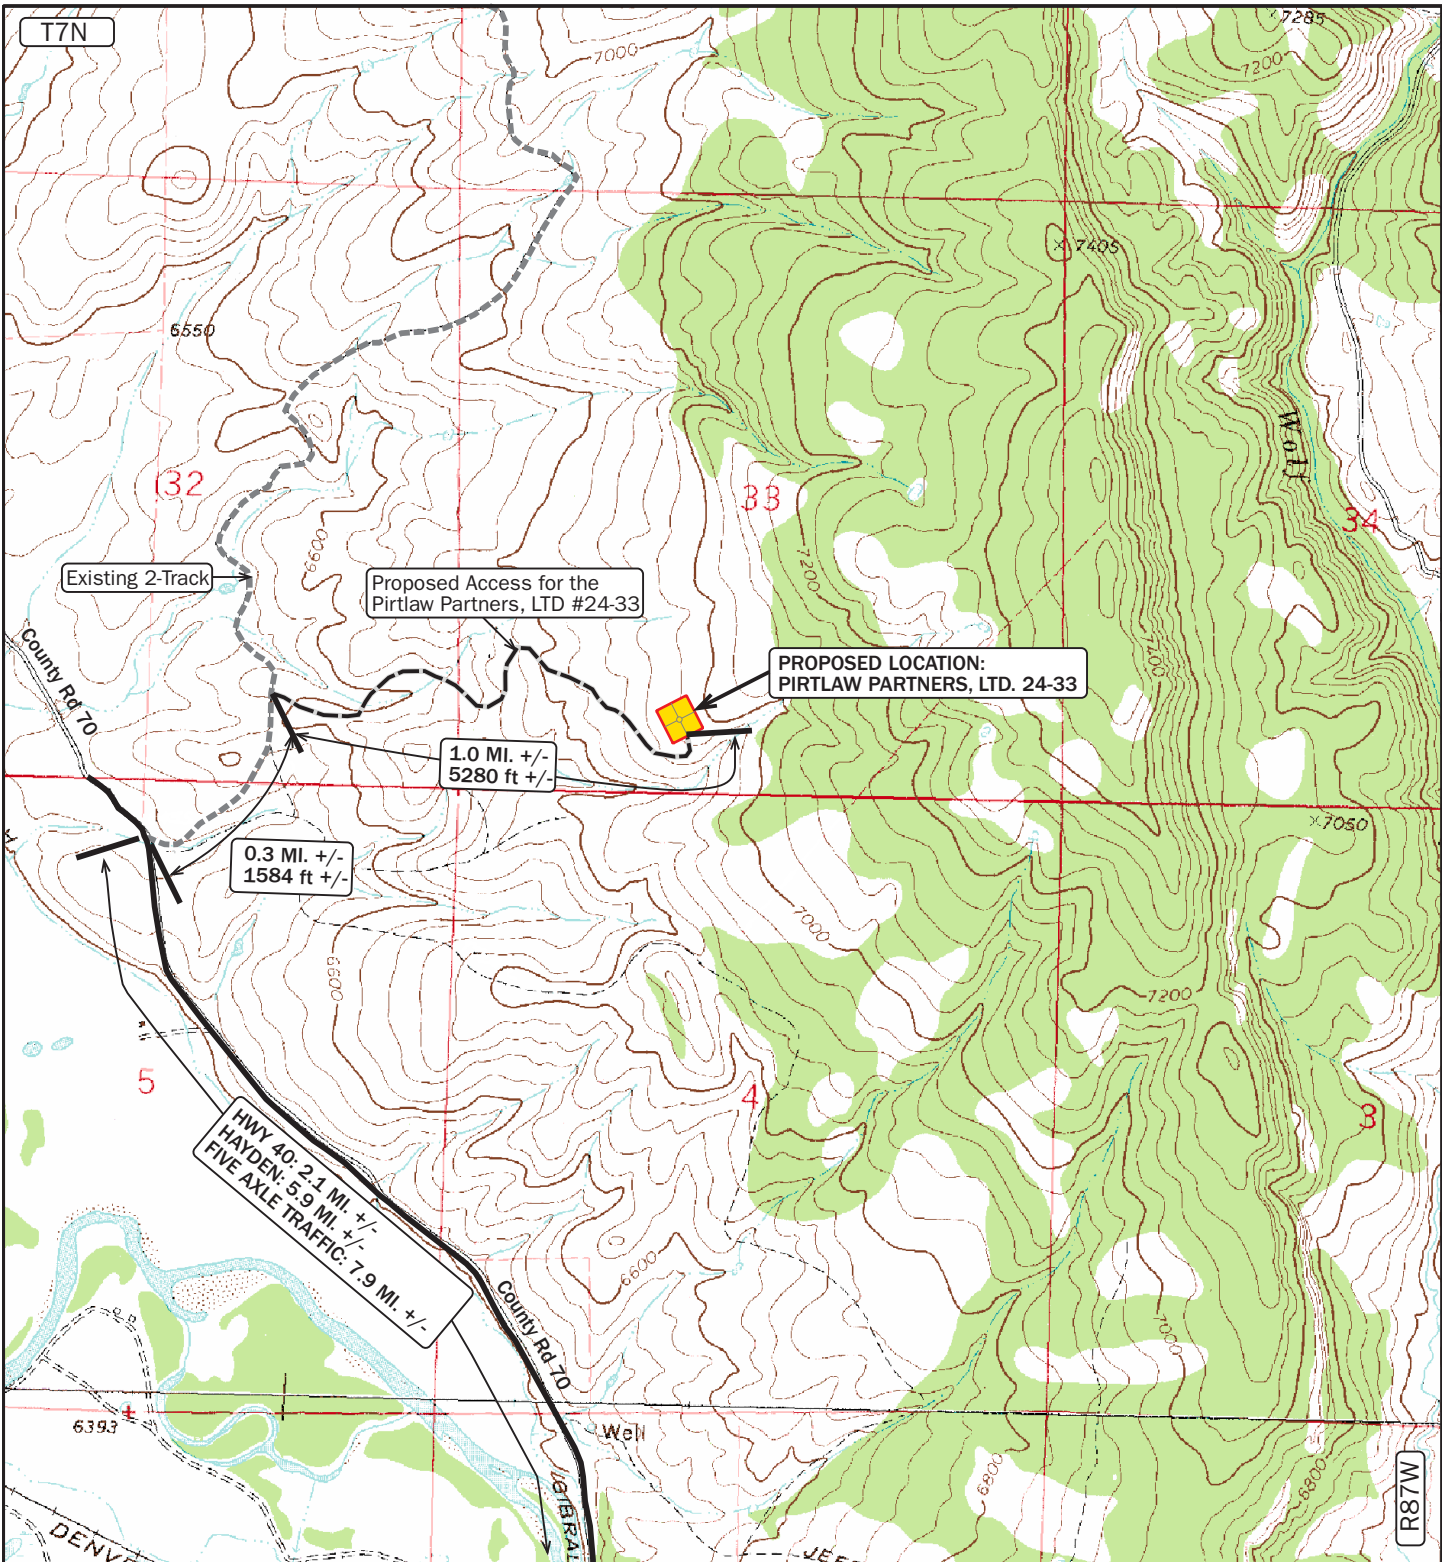 T7N
7285
7000
7200
7405
6550
Wolf
32
33
34
6600
7200
Existing 2-Track
Proposed Access for the
Pirtlaw Partners, LTD #24-33
County Rd 70
PROPOSED LOCATION:
PIRTLAW PARTNERS, LTD. 24-33
1.0 MI. +/-
5280 ft +/-
7050
0.3 MI. +/-
1584 ft +/-
7000
6600
7200
5
4
3
HWY 40: 2.1 MI. +/-
HAYDEN: 5.9 MI. +/-
FIVE AXLE TRAFFIC: 7.9 MI. +/-
6600
County Rd 70
7000
6393
Well
6800
6800
R87W